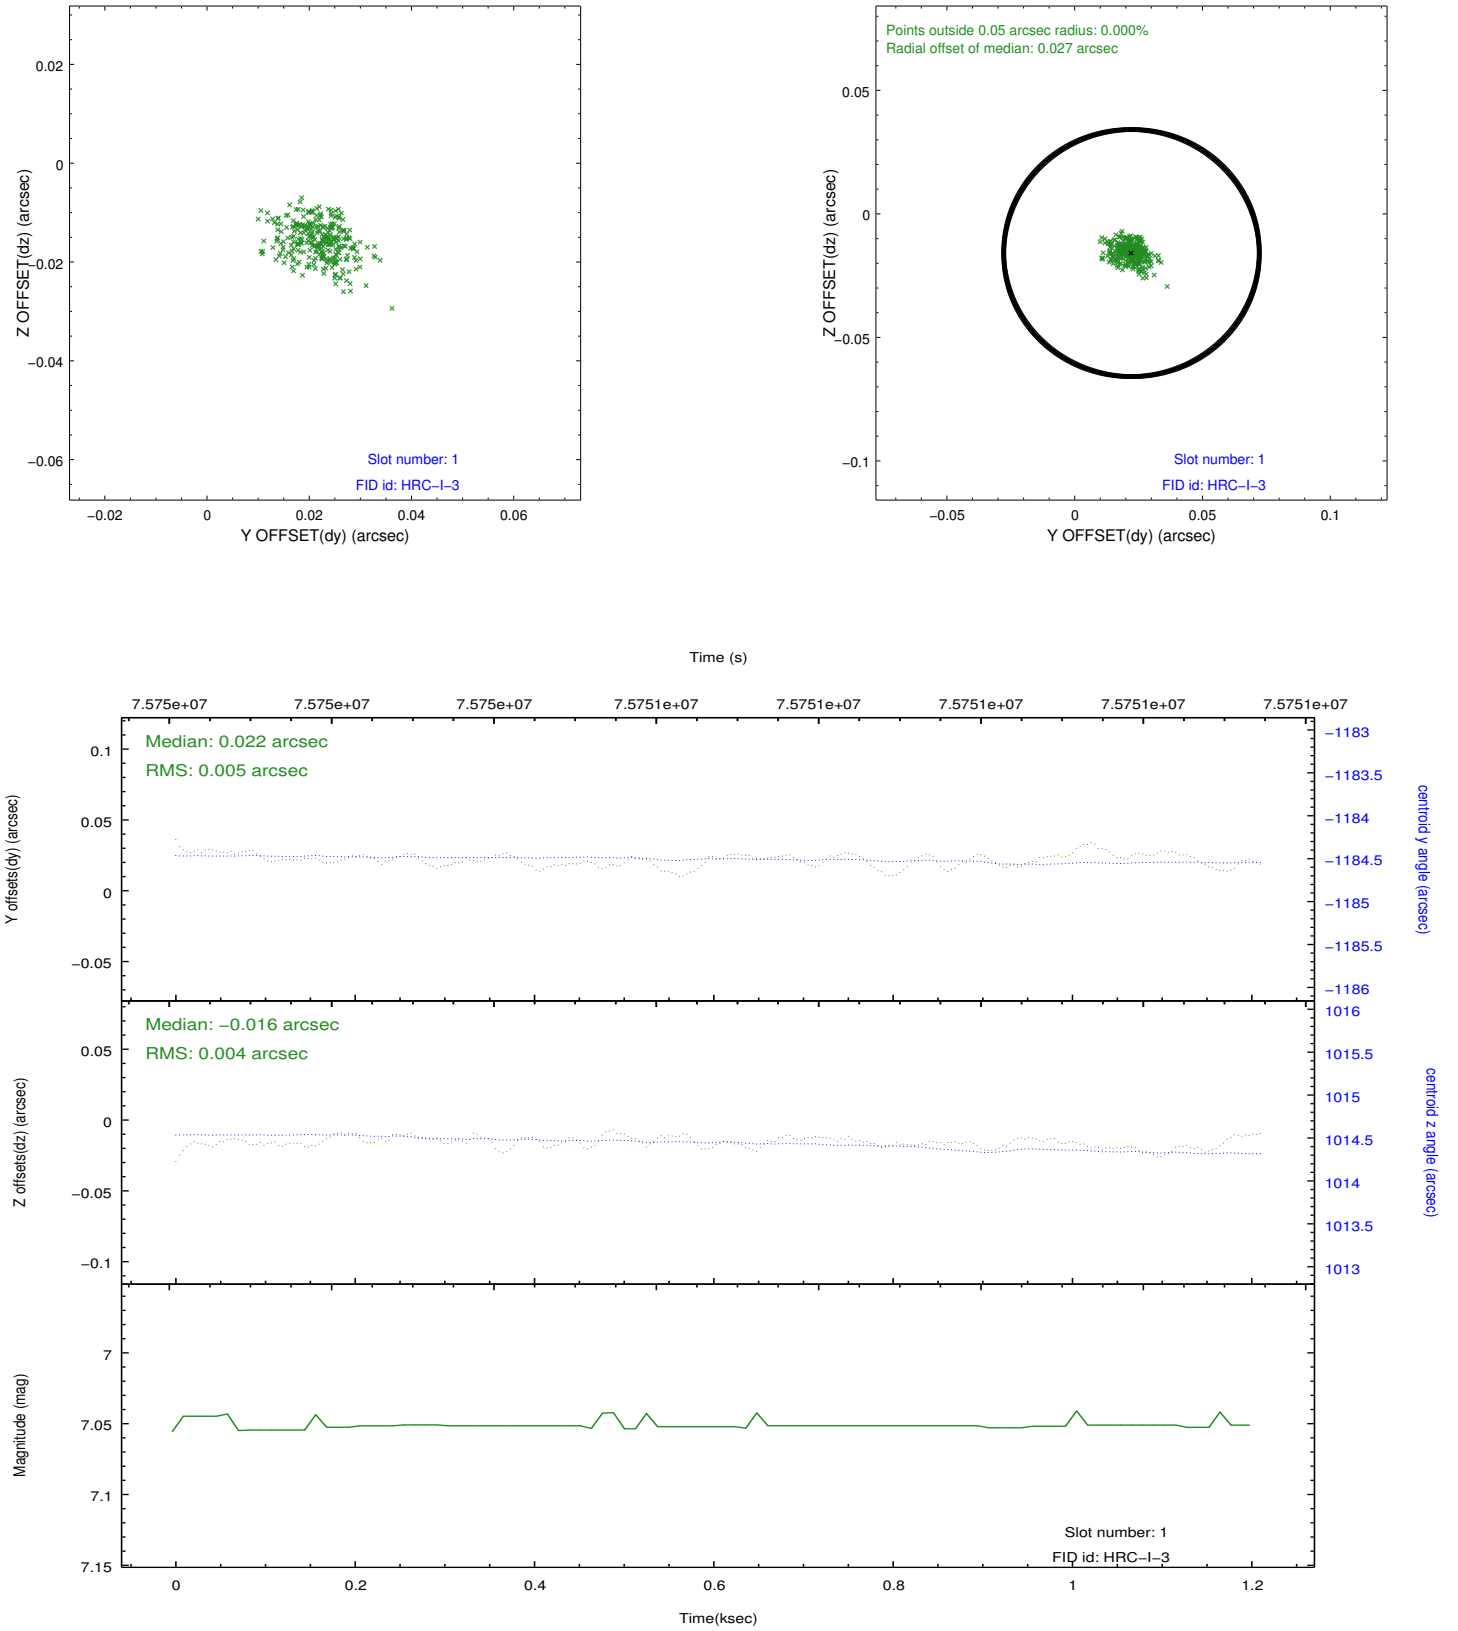 0.02
0
−0.02
−0.04
−0.06
Z OFFSET(dz) (arcsec)
Slot number: 1
FID id: HRC−I−3
−0.02 0 0.02 0.04 0.06
Y OFFSET(dy) (arcsec)
Points outside 0.05 arcsec radius: 0.000%
Radial offset of median: 0.027 arcsec
0.05
0
−0.05
−0.1
Z OFFSET(dz) (arcsec)
Slot number: 1
FID id: HRC−I−3
−0.05 0 0.05 0.1
Y OFFSET(dy) (arcsec)
Time (s)
7.575e+07 7.575e+07 7.575e+07 7.5751e+07 7.5751e+07 7.5751e+07 7.5751e+07 7.5751e+07
Median: 0.022 arcsec
RMS: 0.005 arcsec
0.1
0.05
0
−0.05
Y offsets(dy) (arcsec)
−1183
−1183.5
−1184
−1184.5
−1185
−1185.5
−1186
centroid y angle (arcsec)
Median: −0.016 arcsec
RMS: 0.004 arcsec
0.05
0
−0.05
−0.1
Z offsets(dz) (arcsec)
1016
1015.5
1015
1014.5
1014
1013.5
1013
centroid z angle (arcsec)
7
7.05
7.1
7.15
Magnitude (mag)
Slot number: 1
FID id: HRC−I−3
0 0.2 0.4 0.6 0.8 1 1.2
Time(ksec)